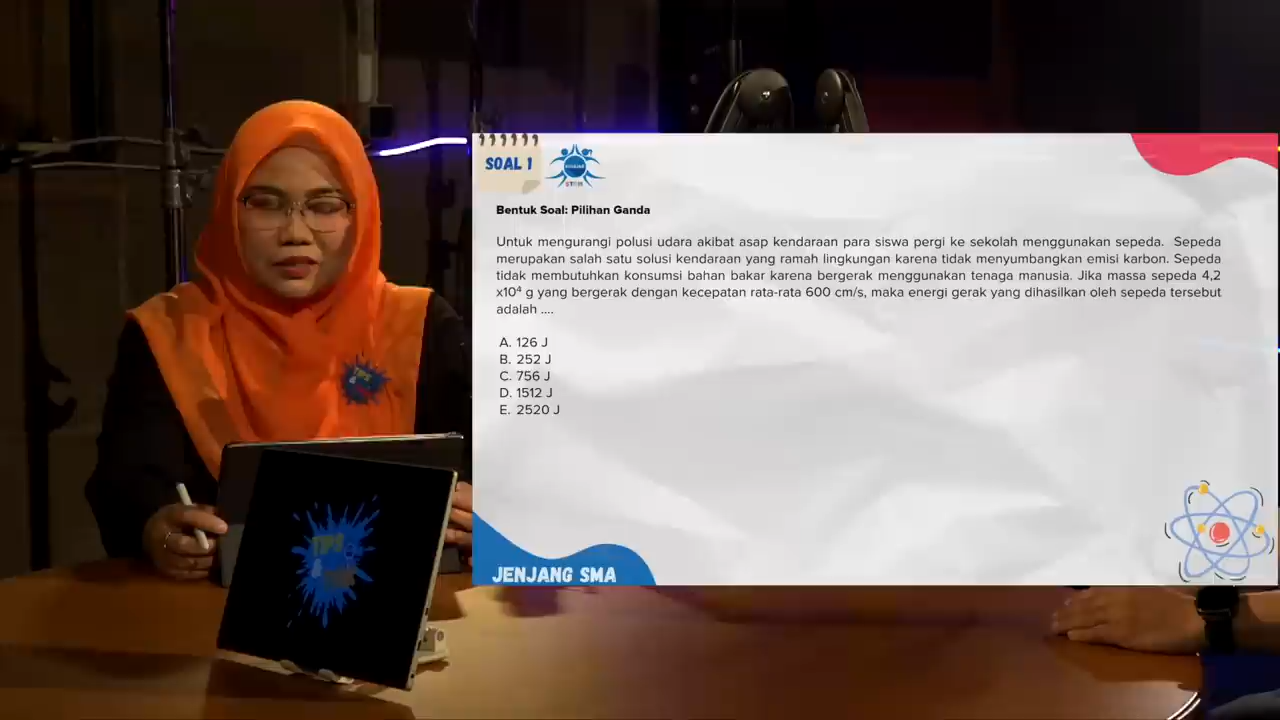 SOAL 1
Bentuk Soal: Pilihan Ganda
Untuk mengurangi polusi udara akibat asap kendaraan para siswa pergi ke sekolah menggunakan sepeda. Sepeda
merupakan salah satu solusi kendaraan yang ramah lingkungan karena tidak menyumbangkan emisi karbon. Sepeda
tidak membutuhkan konsumsi bahan bakar karena bergerak menggunakan tenaga manusia. Jika massa sepeda 4,2
x10⁴ g yang bergerak dengan kecepatan rata-rata 600 cm/s, maka energi gerak yang dihasilkan oleh sepeda tersebut
adalah ....
A. 126 J
B. 252 J
C. 756 J
D. 1512 J
E. 2520 J
JENJANG SMA
TIPS
TIPS